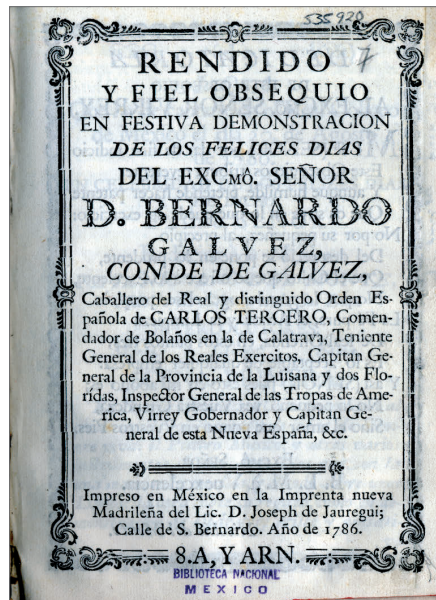 535920
7
RENDIDO
Y FIEL OBSEQUIO
EN FESTIVA DEMONSTRACION
DE LOS FELICES DIAS
DEL EXCmô. SEÑOR
D. BERNARDO
GALVEZ,
CONDE DE GALVEZ,
Caballero del Real y distinguido Orden Es-
pañola de CARLOS TERCERO, Comen-
dador de Bolaños en la de Calatrava, Teniente
General de los Reales Exercitos, Capitan Ge-
neral de la Provincia de la Luisana y dos Flo-
rídas, Inspector General de las Tropas de Ame-
rica, Virrey Gobernador y Capitan Ge-
neral de esta Nueva España, &c.
Impreso en México en la Imprenta nueva
Madrileña del Lic. D. Joseph de Jauregui;
Calle de S. Bernardo. Año de 1786.
8.A, Y ARN.
BIBLIOTECA NACIONAL
MEXICO